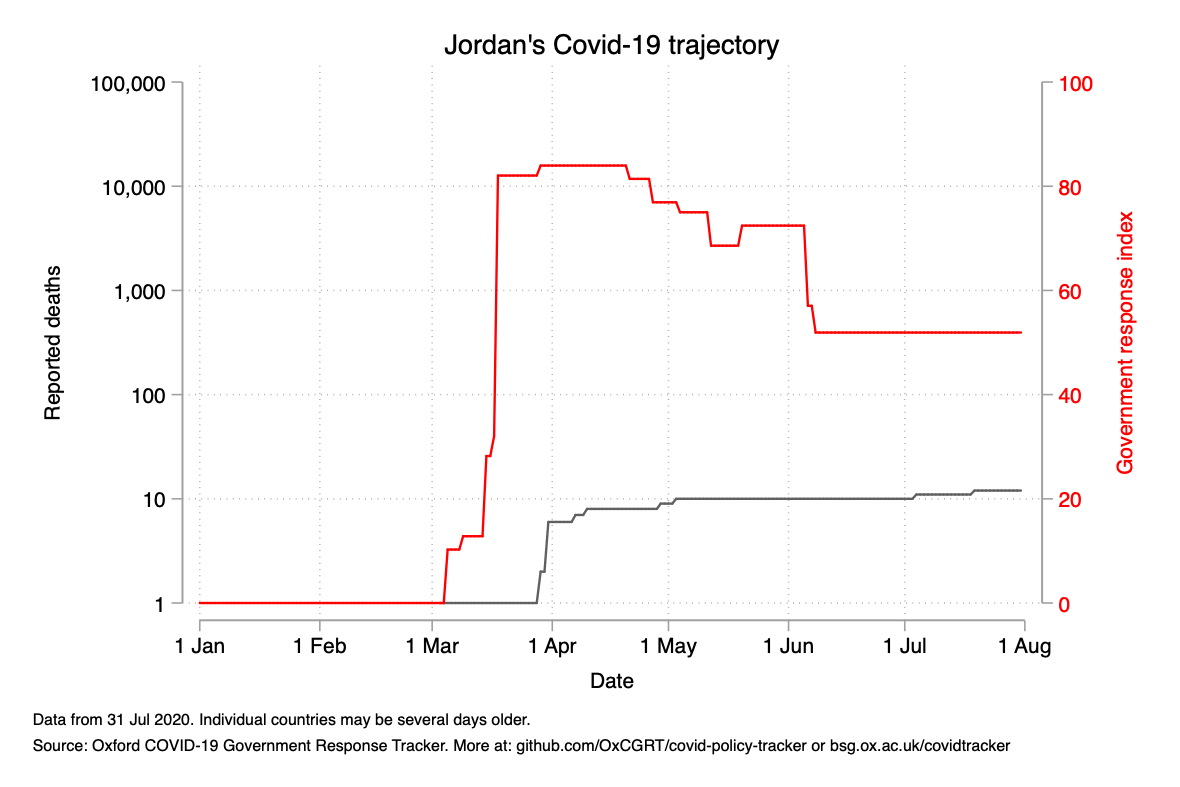 Jordan's Covid-19 trajectory
100,000
10,000
1,000
100
10
1
Reported deaths
100
80
60
40
20
0
Government response index
1 Jan
1 Feb
1 Mar
1 Apr
1 May
1 Jun
1 Jul
1 Aug
Date
Data from 31 Jul 2020. Individual countries may be several days older.
Source: Oxford COVID-19 Government Response Tracker. More at: github.com/OxCGRT/covid-policy-tracker or bsg.ox.ac.uk/covidtracker